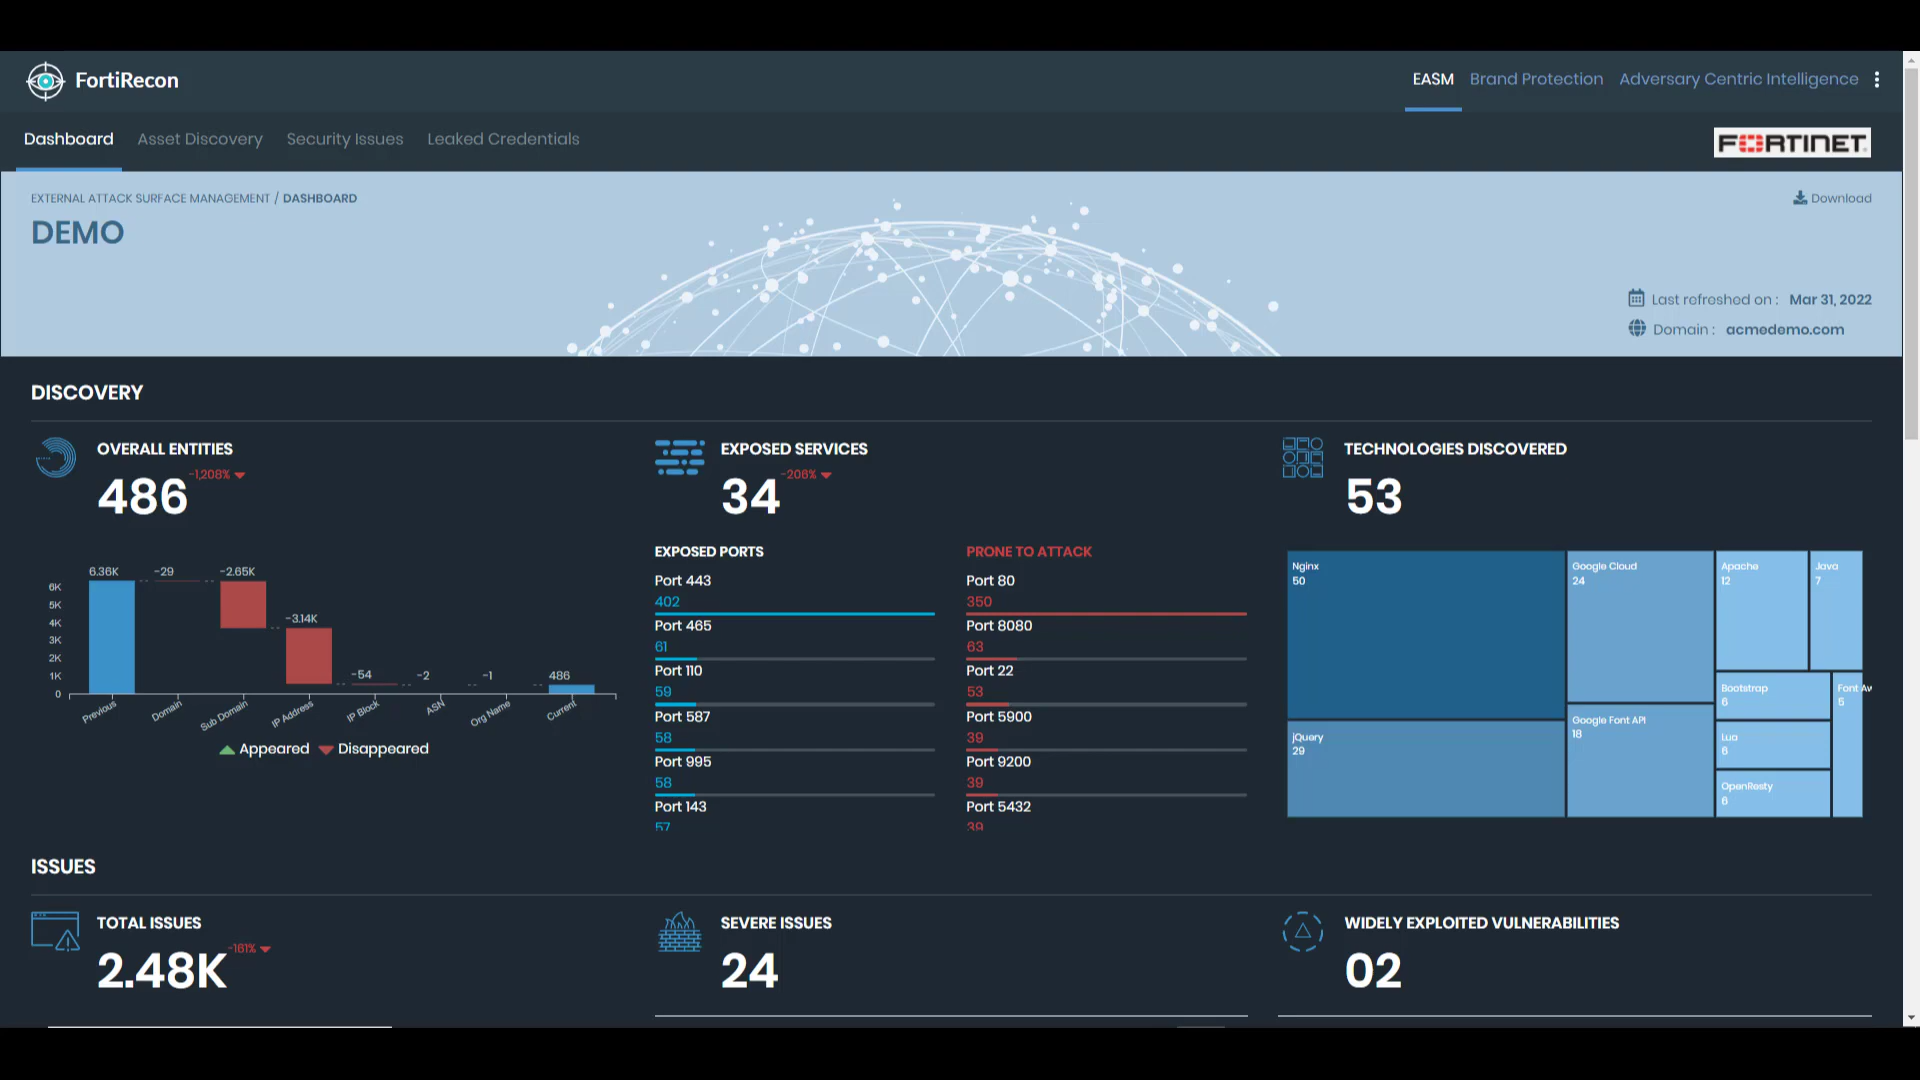 FortiRecon
EASM Brand Protection Adversary Centric Intelligence
Dashboard Asset Discovery Security Issues Leaked Credentials
FORTINET
EXTERNAL ATTACK SURFACE MANAGEMENT / DASHBOARD
Download
DEMO
Last refreshed on : Mar 31, 2022
Domain : acmedemo.com
DISCOVERY
OVERALL ENTITIES
486
-1,208%
6.36K
-29
-2.65K
-3.14K
-54
-2
-1
486
6K
5K
4K
3K
2K
1K
0
Previous
Domain
Sub Domain
IP Address
IP Block
ASN
Org Name
Current
Appeared Disappeared
EXPOSED SERVICES
34
-206%
EXPOSED PORTS
Port 443
402
Port 465
61
Port 110
59
Port 587
58
Port 995
58
Port 143
57
PRONE TO ATTACK
Port 80
350
Port 8080
63
Port 22
53
Port 5900
39
Port 9200
39
Port 5432
39
TECHNOLOGIES DISCOVERED
53
Nginx
50
jQuery
29
Google Cloud
24
Google Font API
18
Apache
12
Java
7
Bootstrap
6
Lua
6
OpenResty
6
Font Aw
5
ISSUES
TOTAL ISSUES
2.48K
-161%
SEVERE ISSUES
24
WIDELY EXPLOITED VULNERABILITIES
02